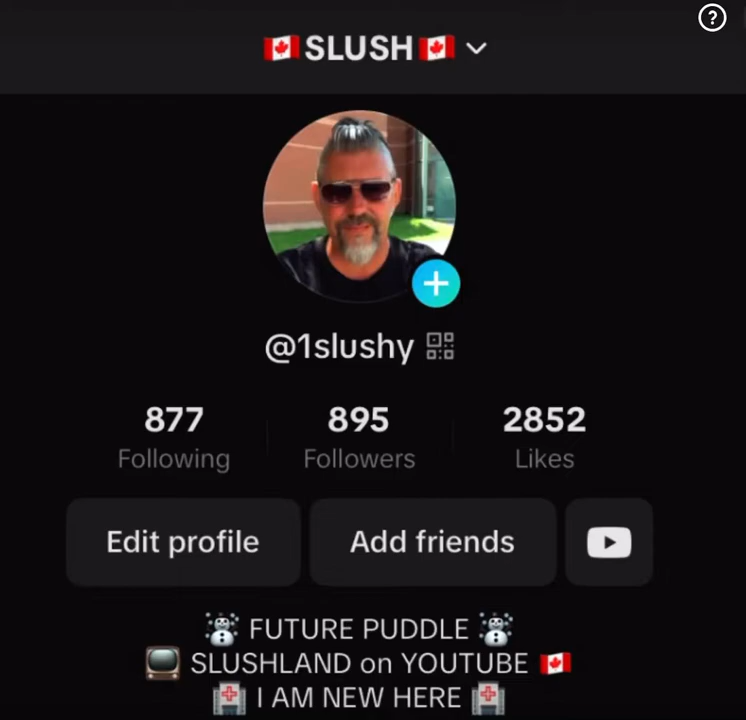 🇨🇦SLUSH🇨🇦
@1slushy
877 895 2852
Following Followers Likes
Edit profile Add friends
⛄ FUTURE PUDDLE ⛄
📺 SLUSHLAND on YOUTUBE 🇨🇦
🏥 I AM NEW HERE 🏥